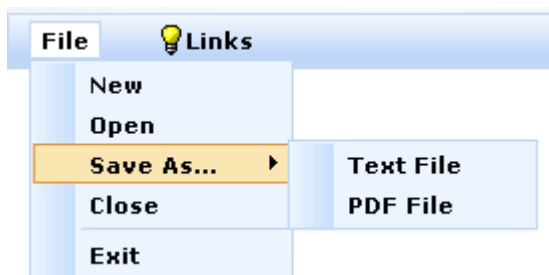 File Links
New
Open
Save As... Text File
Close PDF File
Exit